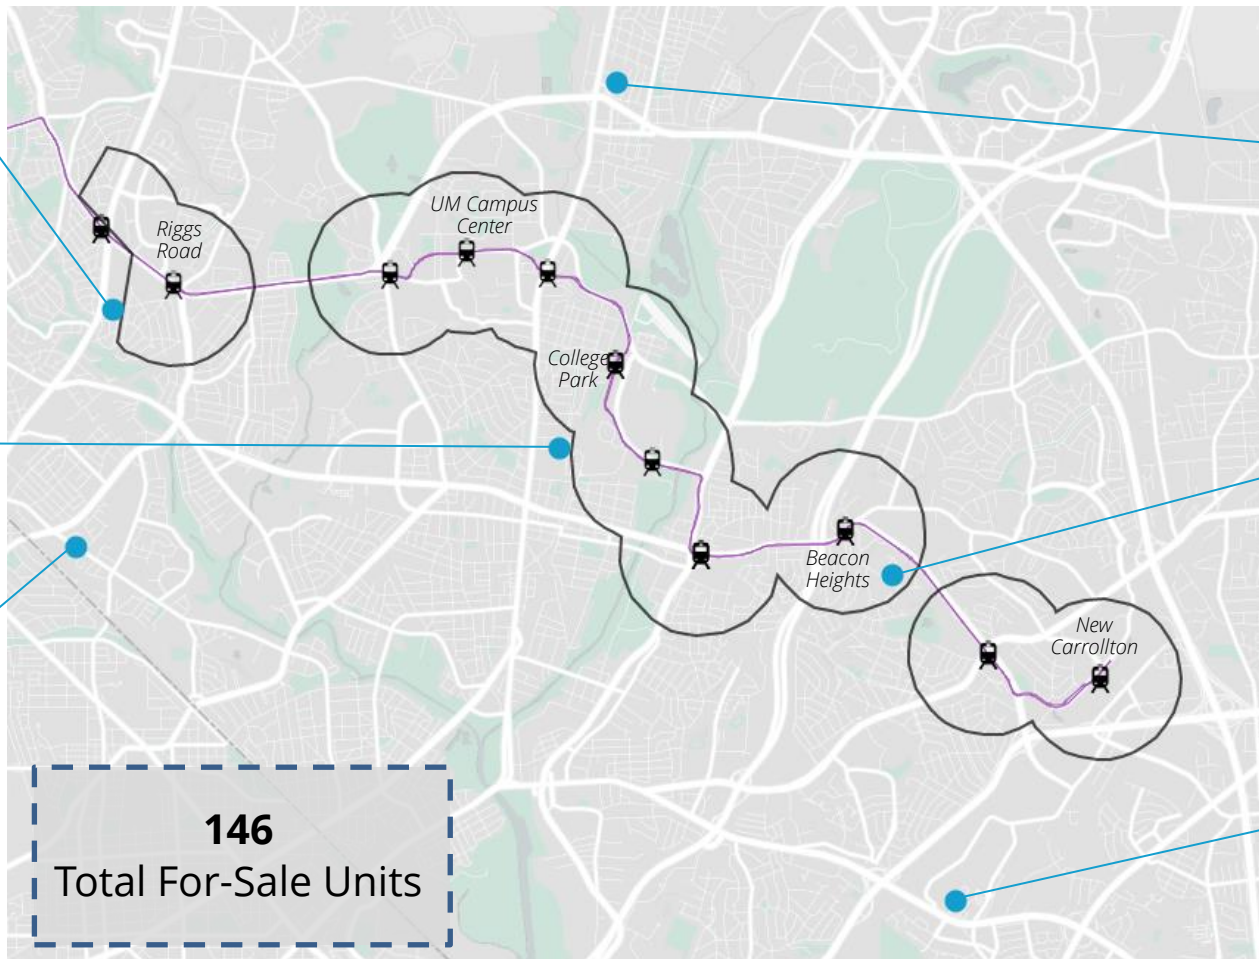 UM Campus
Center
Riggs
Road
College
Park
Beacon
Heights
New
Carrollton
146
Total For-Sale Units